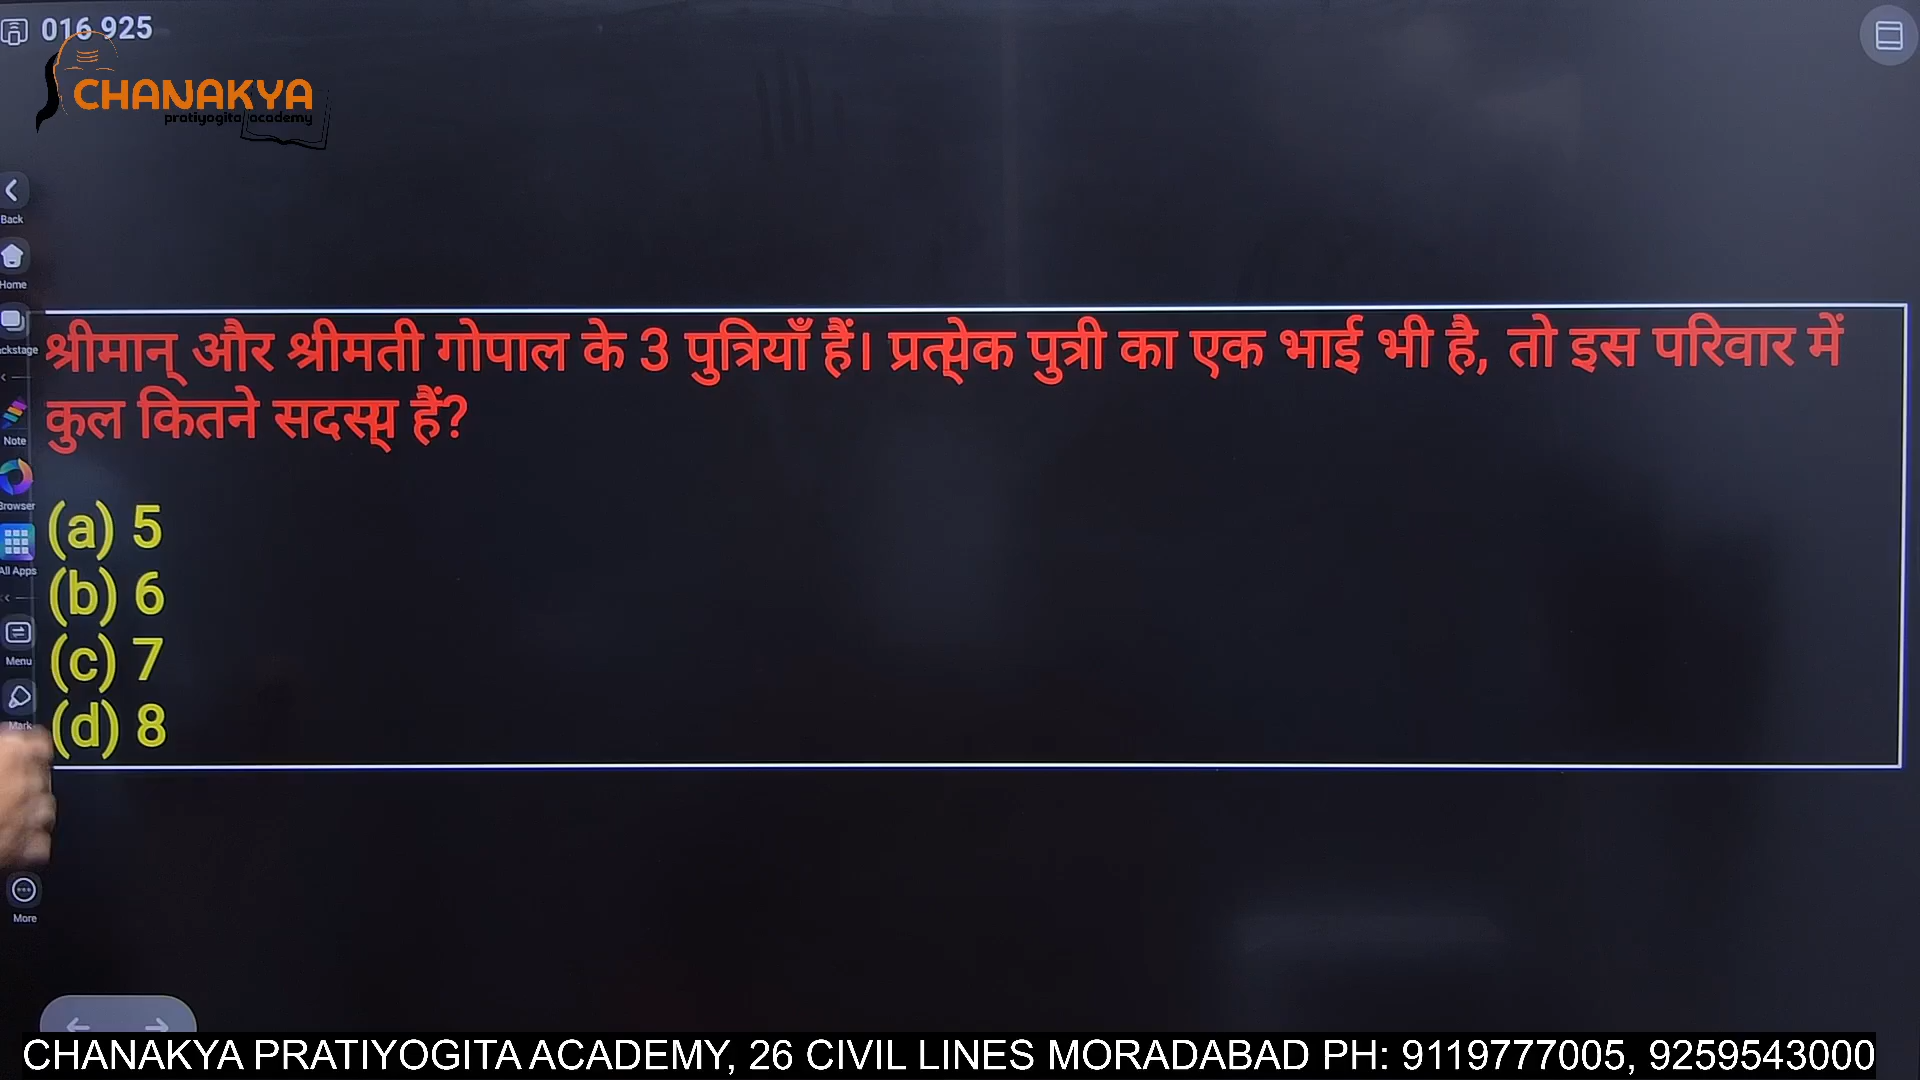 016 925
CHANAKYA
pratiyogita academy
Back
Home
ckstage
श्रीमान् और श्रीमती गोपाल के 3 पुत्रियाँ हैं। प्रत्येक पुत्री का एक भाई भी है, तो इस परिवार में
कुल कितने सदस्य हैं?
Note
Browser
(a) 5
All Apps
(b) 6
(c) 7
Menu
(d) 8
Mark
More
CHANAKYA PRATIYOGITA ACADEMY, 26 CIVIL LINES MORADABAD PH: 9119777005, 9259543000